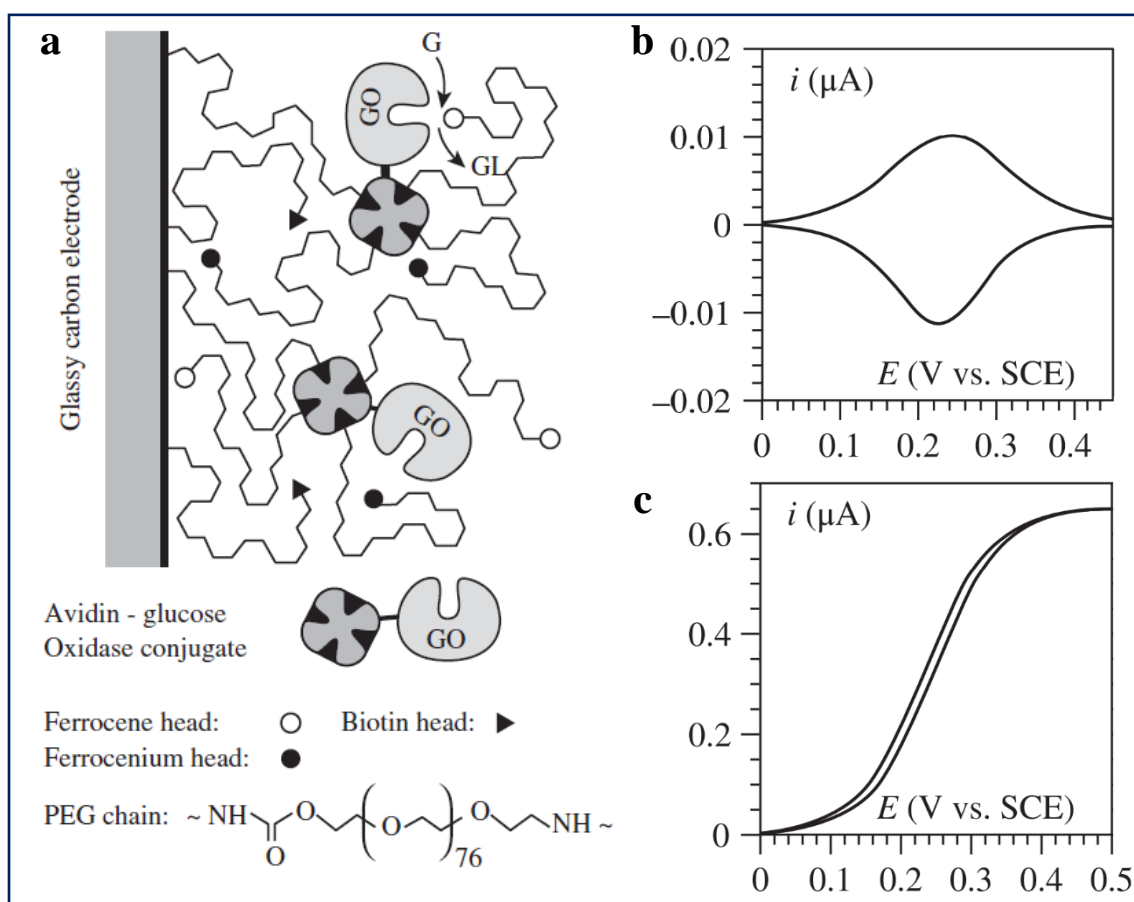 a
Glassy carbon electrode
G
GO
GL
GO
Avidin - glucose
Oxidase conjugate
GO
Ferrocene head:
Biotin head:
Ferrocenium head:
PEG chain: ~ NH O O O NH ~
O
76
b
i (μA)
0.02
0.01
0
–0.01
–0.02
E (V vs. SCE)
0 0.1 0.2 0.3 0.4
c
i (μA)
0.6
0.4
0.2
0
E (V vs. SCE)
0 0.1 0.2 0.3 0.4 0.5